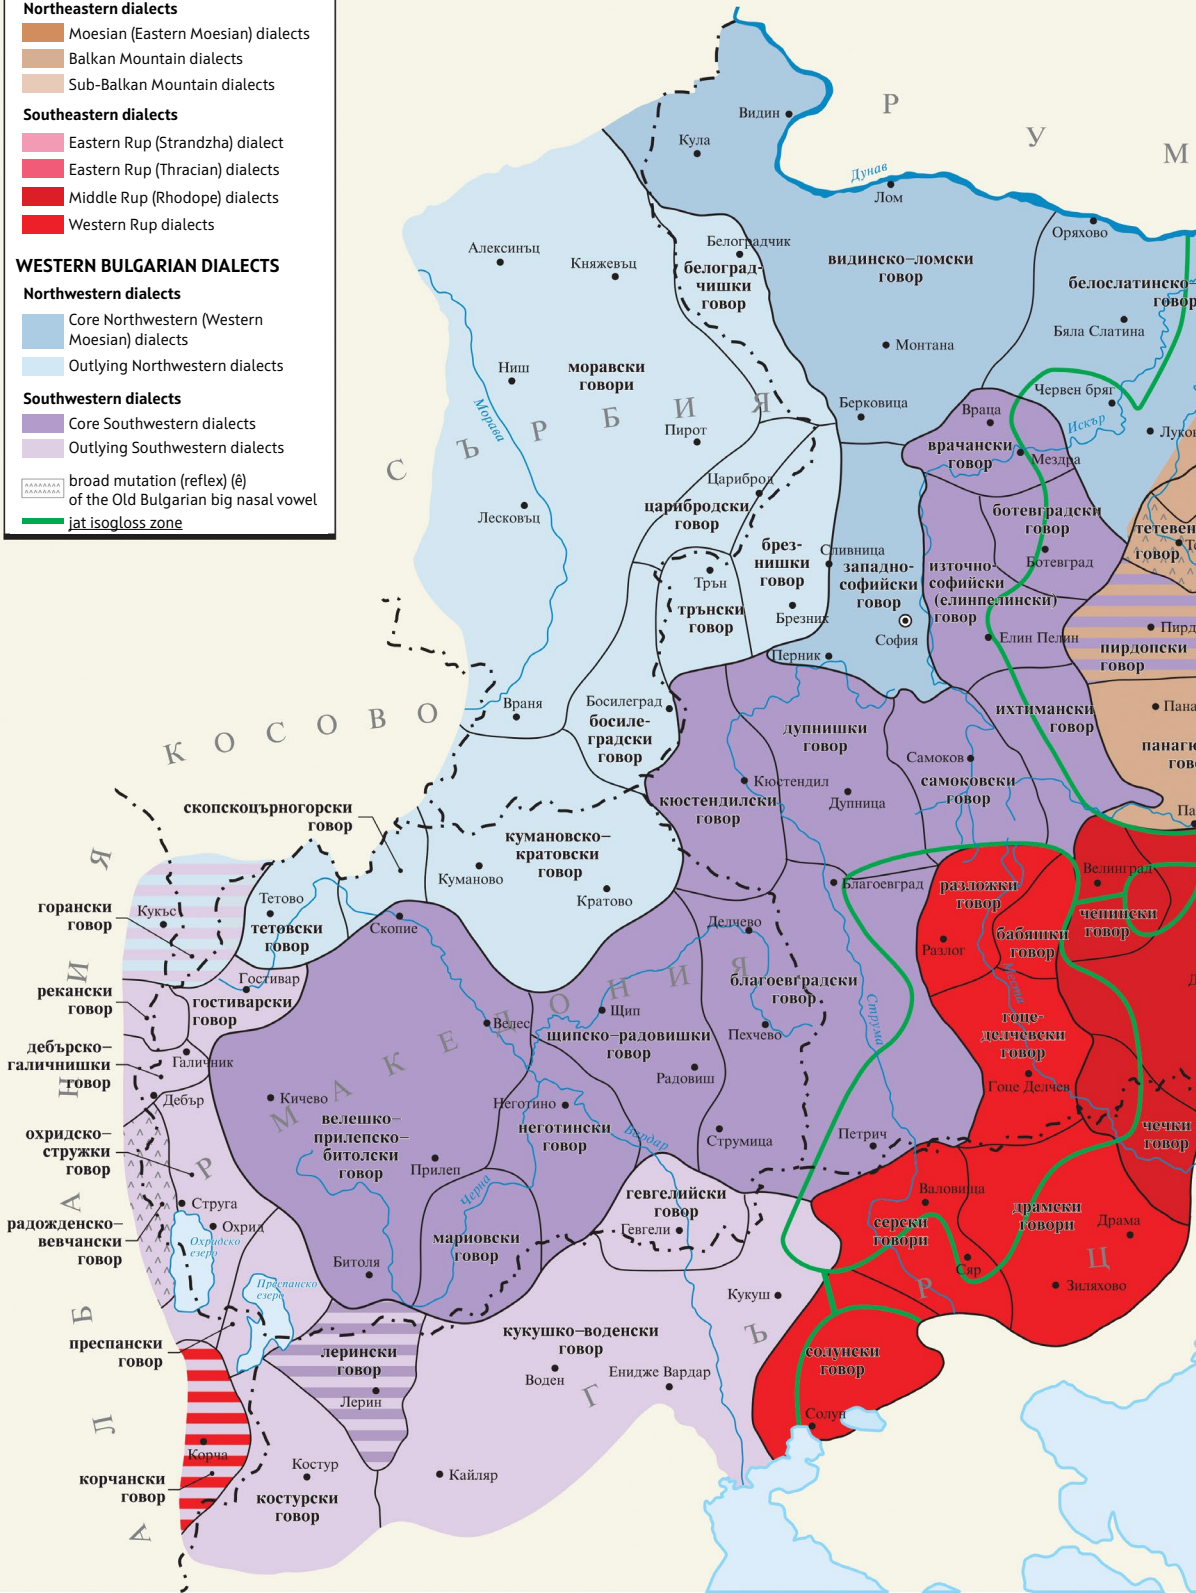 Northeastern dialects
Moesian (Eastern Moesian) dialects
Balkan Mountain dialects
Sub-Balkan Mountain dialects
Southeastern dialects
Eastern Rup (Strandzha) dialect
Eastern Rup (Thracian) dialects
Middle Rup (Rhodope) dialects
Western Rup dialects
WESTERN BULGARIAN DIALECTS
Northwestern dialects
Core Northwestern (Western
Moesian) dialects
Outlying Northwestern dialects
Southwestern dialects
Core Southwestern dialects
Outlying Southwestern dialects
broad mutation (reflex) (ê)
of the Old Bulgarian big nasal vowel
jat isogloss zone
Р У М
Видин
Кула
Дунав
Лом
Оряхово
Белоградчик
белоград-
чишки
говор
видинско–ломски
говор
белослатинско-
говор
Бяла Слатина
Алексинъц
Княжевъц
Монтана
Ниш
моравски
говори
Морава
С Ъ Р Б И Я
Пирот
Берковица
Червен бряг
Враца
Искър
врачански
говор
Мездра
Лесковъц
Цариброд
царибродски
говор
ботевградски
говор
Ботевград
брез-
нишки
говор
Сливница
западно-
софийски
говор
източно-
софийски
(елинпелински)
говор
тетевен
говор
Трън
трънски
говор
Брезник
София
Елин Пелин
Пирд
пирдопски
говор
Перник
К О С О В О
Враня
Босилеград
босиле-
градски
говор
дупнишки
говор
ихтимански
говор
Пана
панагю
гов
Самоков
самоковски
говор
Кюстендил
кюстендилски
говор
Дупница
Па
скопскоцърногорски
говор
кумановско–
кратовски
говор
Куманово
Кратово
Благоевград
разложки
говор
Велинград
чепински
говор
бабяшки
говор
Разлог
горански
говор
Кукъс
Тетово
тетовски
говор
Скопие
Делчево
благоевградски
говор
Гостивар
гостиварски
говор
рекански
говор
Велес
Щип
щипско–радовишки
говор
Пехчево
Струма
Места
гоце-
делчевски
говор
Гоце Делчев
дебърско–
галичнишки
говор
Галичник
Дебър
Радовиш
М А К Е Д О Н И Я
Кичево
велешко–
прилепско–
битолски
говор
Неготино
неготински
говор
Вардар
Струмица
Петрич
чечки
говор
охридско–
стружки
говор
Прилеп
Черна
Струга
Охрид
Охридско
езеро
радожденско–
вевчански
говор
гевгелийски
говор
Гевгели
Валовища
серски
говори
драмски
говори
Драма
Сяр
Зиляхово
мариовски
говор
Битоля
Преспанско
езеро
Кукуш
преспански
говор
леринcки
говор
Лерин
кукушко–воденски
говор
Воден
Енидже Вардар
солунски
говор
Солун
Корча
корчански
говор
Костур
костурски
говор
Кайляр
А Л Б А Н И Я
Г Ъ Р Ц